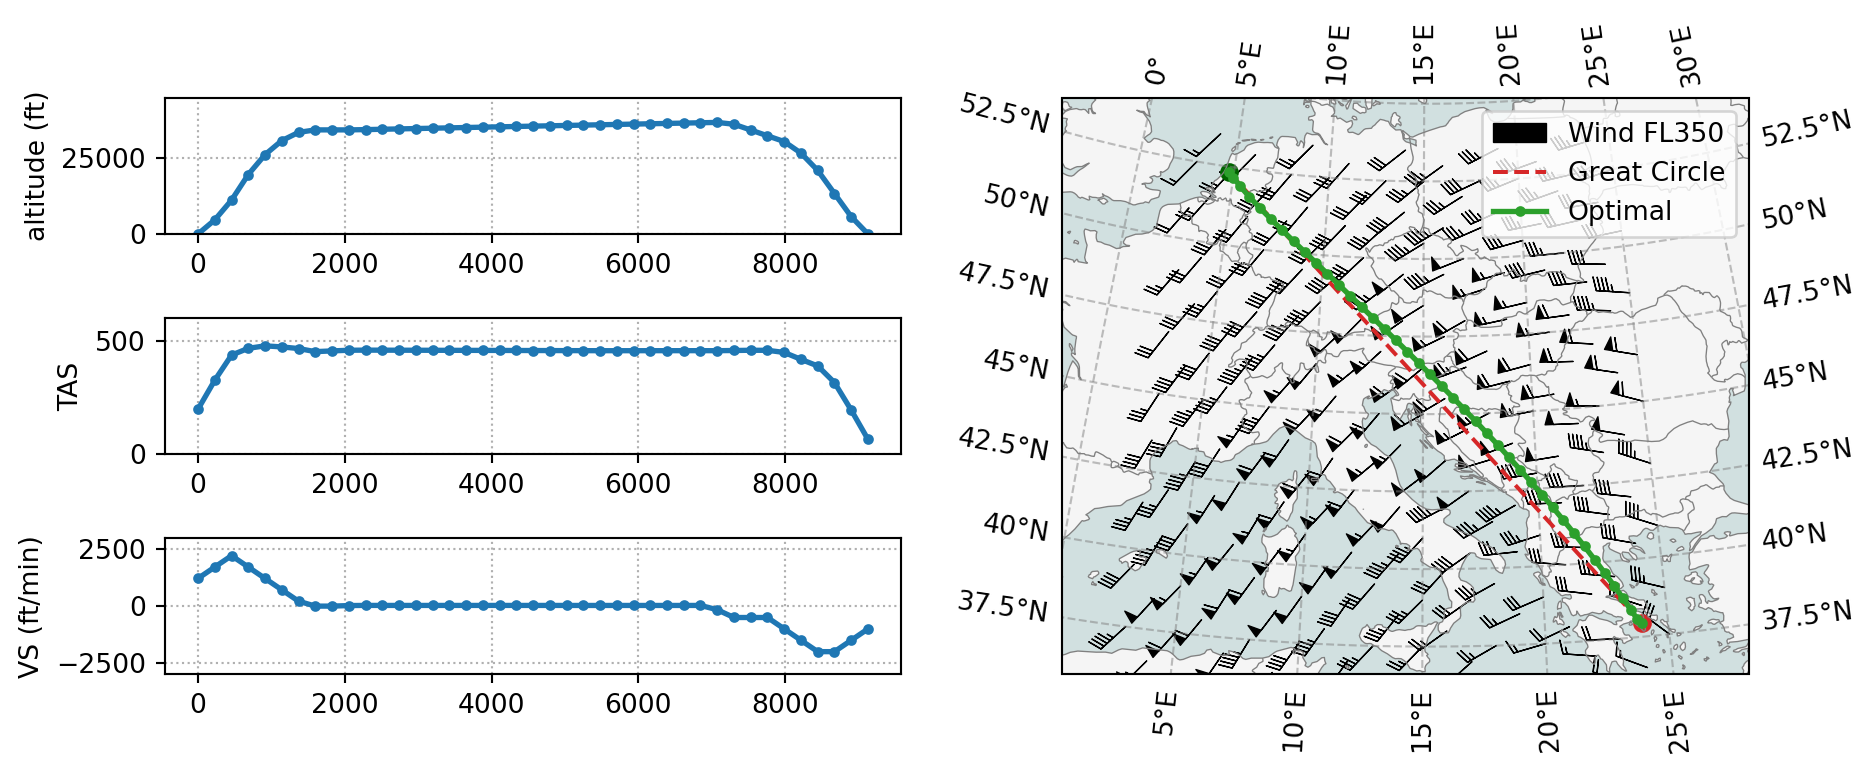 altitude (ft)
25000
0
0 2000 4000 6000 8000
TAS
500
0
0 2000 4000 6000 8000
VS (ft/min)
2500
0
−2500
0 2000 4000 6000 8000
0° 5°E 10°E 15°E 20°E 25°E 30°E
52.5°N
50°N
47.5°N
45°N
42.5°N
40°N
37.5°N
Wind FL350
Great Circle
Optimal
52.5°N
50°N
47.5°N
45°N
42.5°N
40°N
37.5°N
5°E 10°E 15°E 20°E 25°E